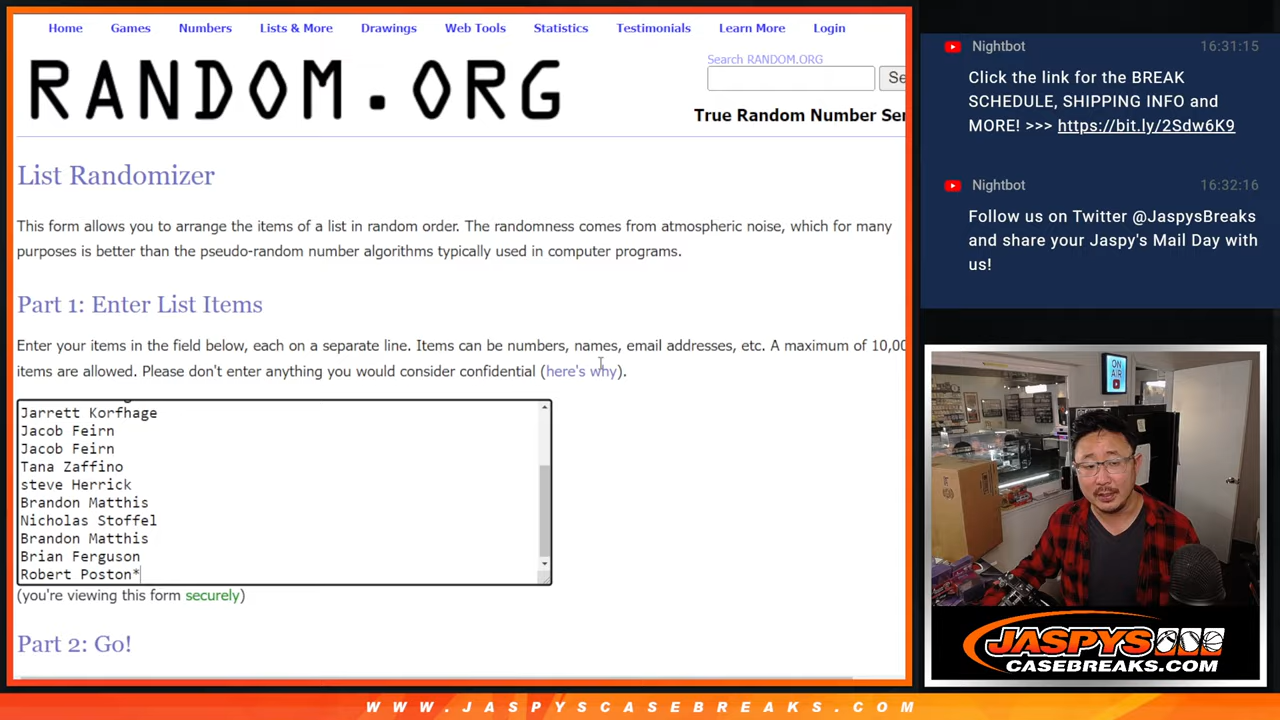 Home Games Numbers Lists & More Drawings Web Tools Statistics Testimonials Learn More Login
Search RANDOM.ORG
RANDOM.ORG
True Random Number
List Randomizer
This form allows you to arrange the items of a list in random order. The randomness comes from atmospheric noise, which for many
purposes is better than the pseudo-random number algorithms typically used in computer programs.
Part 1: Enter List Items
Enter your items in the field below, each on a separate line. Items can be numbers, names, email addresses, etc. A maximum of 10,00
items are allowed. Please don't enter anything you would consider confidential (here's why).
Jarrett Korfhage
Jacob Feirn
Jacob Feirn
Tana Zaffino
steve Herrick
Brandon Matthis
Nicholas Stoffel
Brandon Matthis
Brian Ferguson
Robert Poston*
(you're viewing this form securely)
Part 2: Go!
Nightbot 16:31:15
Click the link for the BREAK
SCHEDULE, SHIPPING INFO and
MORE! >>> https://bit.ly/2Sdw6K9
Nightbot 16:32:16
Follow us on Twitter @JaspysBreaks
and share your Jaspy's Mail Day with
us!
ON AIR
JASPYS
CASEBREAKS.COM
WWW.JASPYSCASEBREAKS.COM